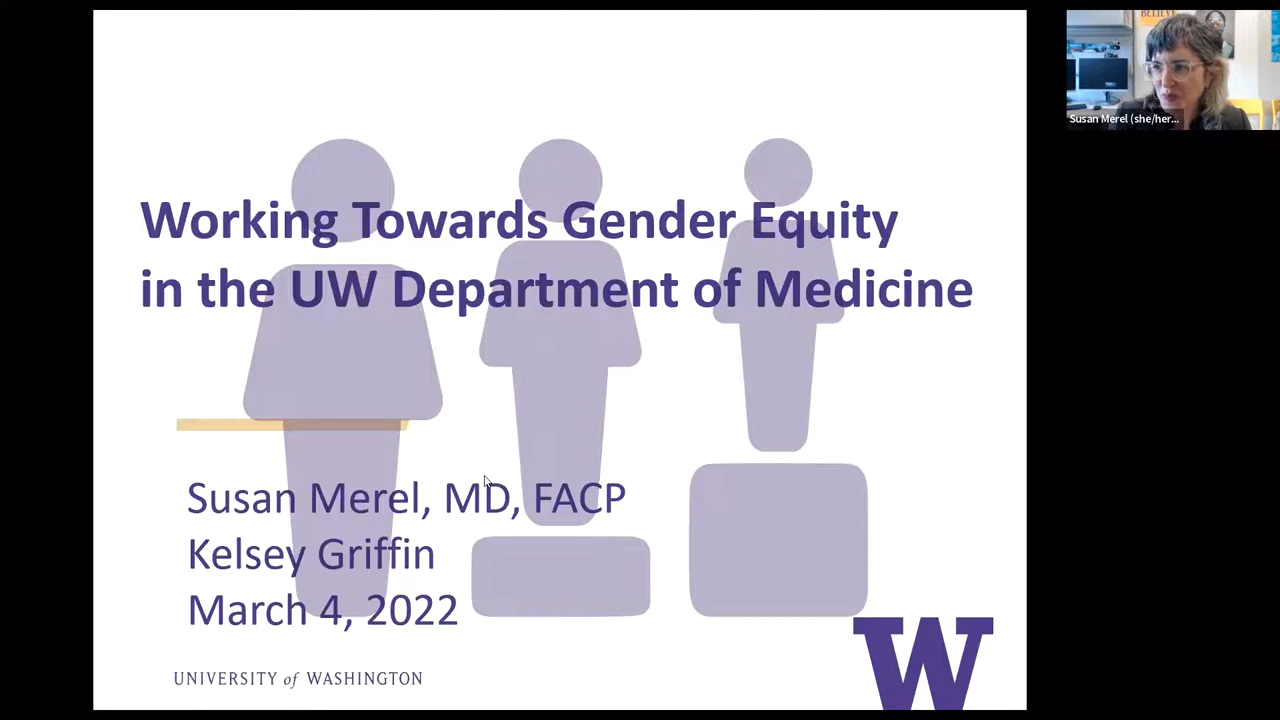 Working Towards Gender Equity
in the UW Department of Medicine
Susan Merel, MD, FACP
Kelsey Griffin
March 4, 2022
UNIVERSITY of WASHINGTON
W
BELIEVE
Susan Merel (she/her...